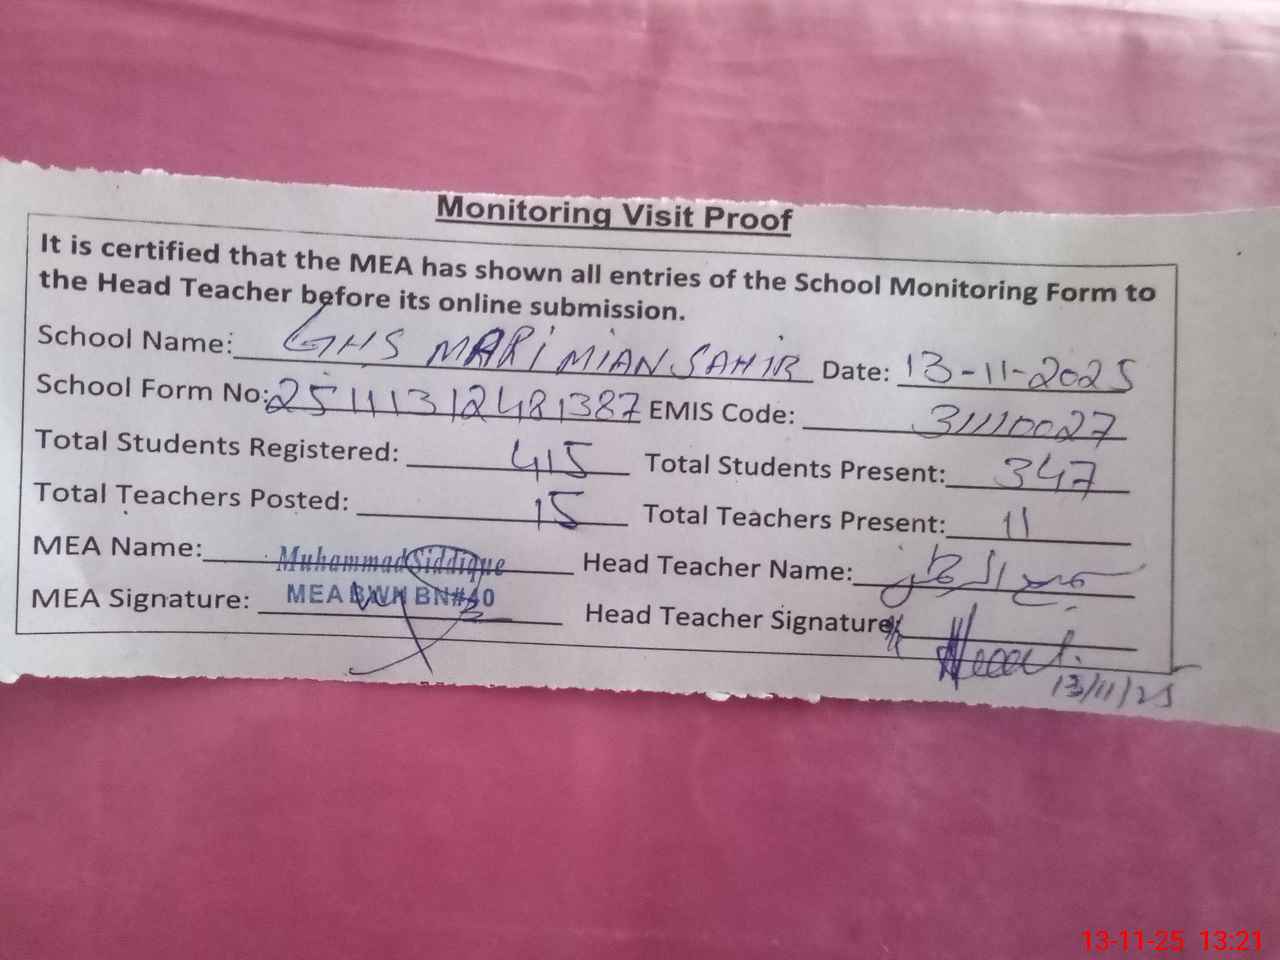 Monitoring Visit Proof
It is certified that the MEA has shown all entries of the School Monitoring Form to
the Head Teacher before its online submission.
School Name: GHS MARI MIAN SAHIB Date: 13-11-2025
School Form No: 25111312481387 EMIS Code: 31110027
Total Students Registered: 415 Total Students Present: 347
Total Teachers Posted: 15 Total Teachers Present: 11
MEA Name: Muhammad Siddique Head Teacher Name:
MEA Signature: MEA BWN BN#40 Head Teacher Signature
13/11/25
13-11-25 13:21